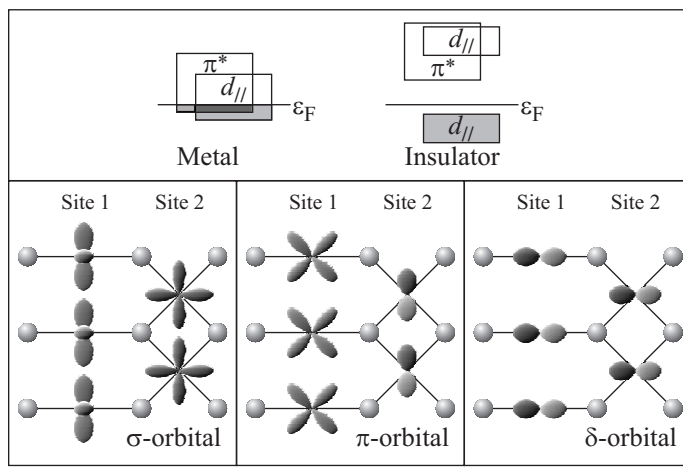 π* d//
d// π*
εF d// εF
Metal Insulator
Site 1 Site 2 Site 1 Site 2 Site 1 Site 2
σ-orbital π-orbital δ-orbital